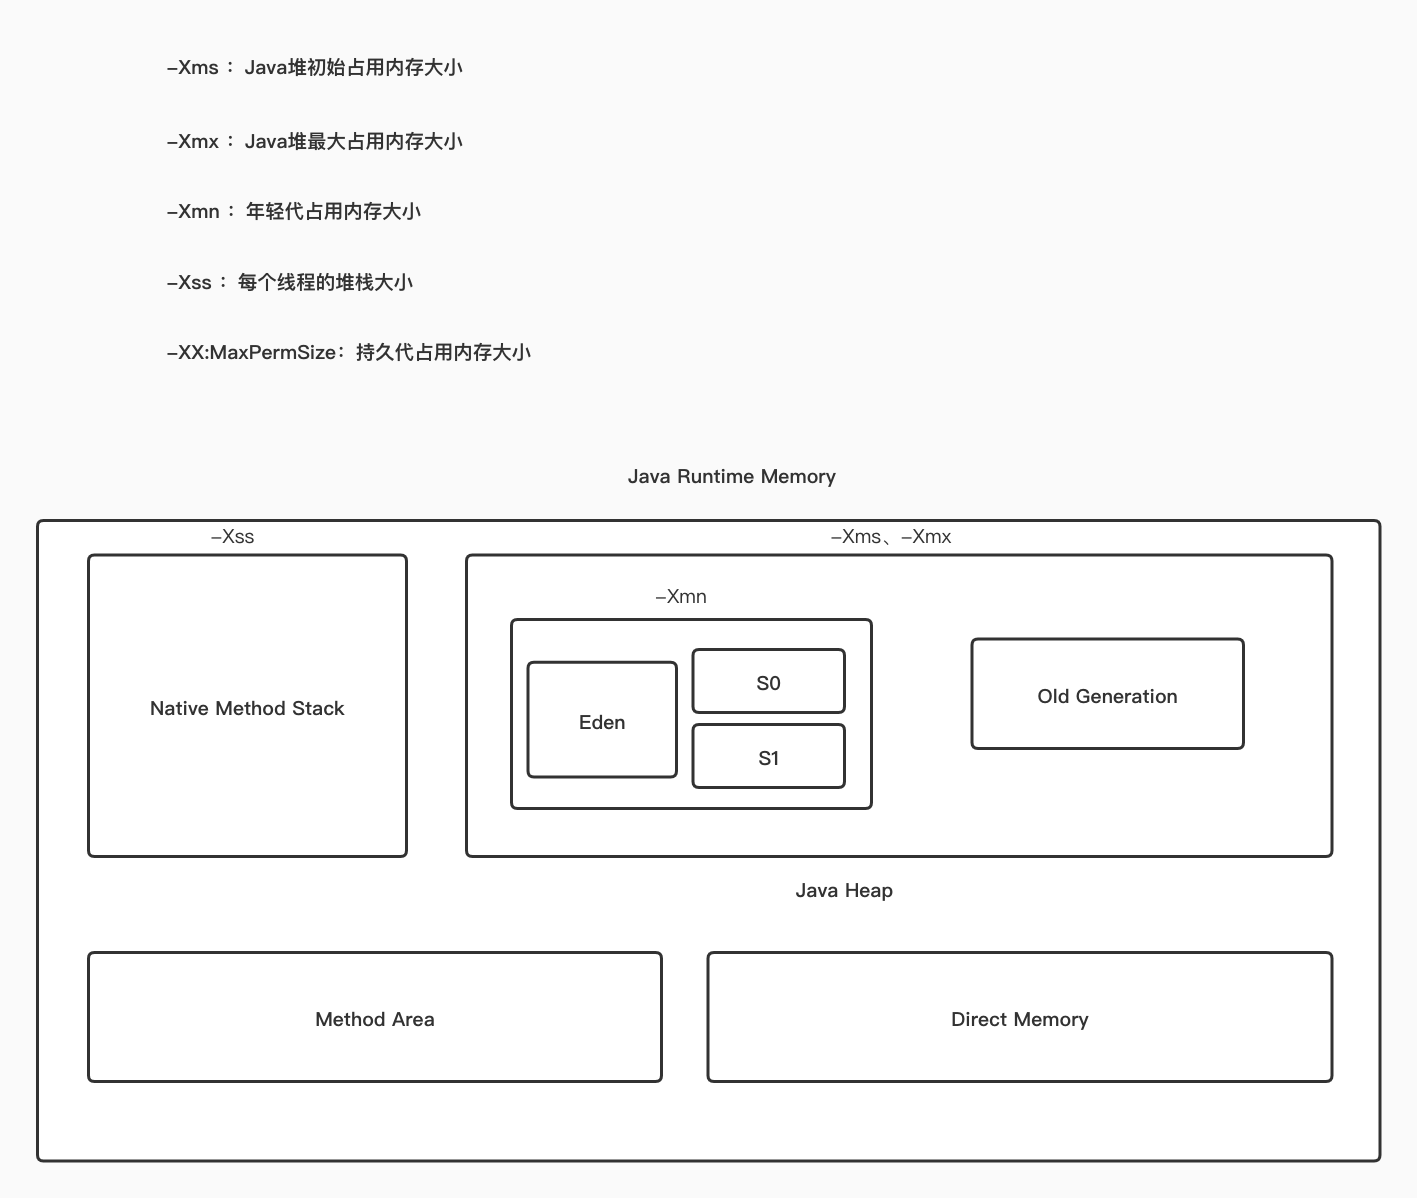 -Xms ：Java堆初始占用内存大小
-Xmx ：Java堆最大占用内存大小
-Xmn ：年轻代占用内存大小
-Xss ：每个线程的堆栈大小
-XX:MaxPermSize：持久代占用内存大小
Java Runtime Memory
-Xss
-Xms、-Xmx
-Xmn
Native Method Stack
Eden
S0
S1
Old Generation
Java Heap
Method Area
Direct Memory